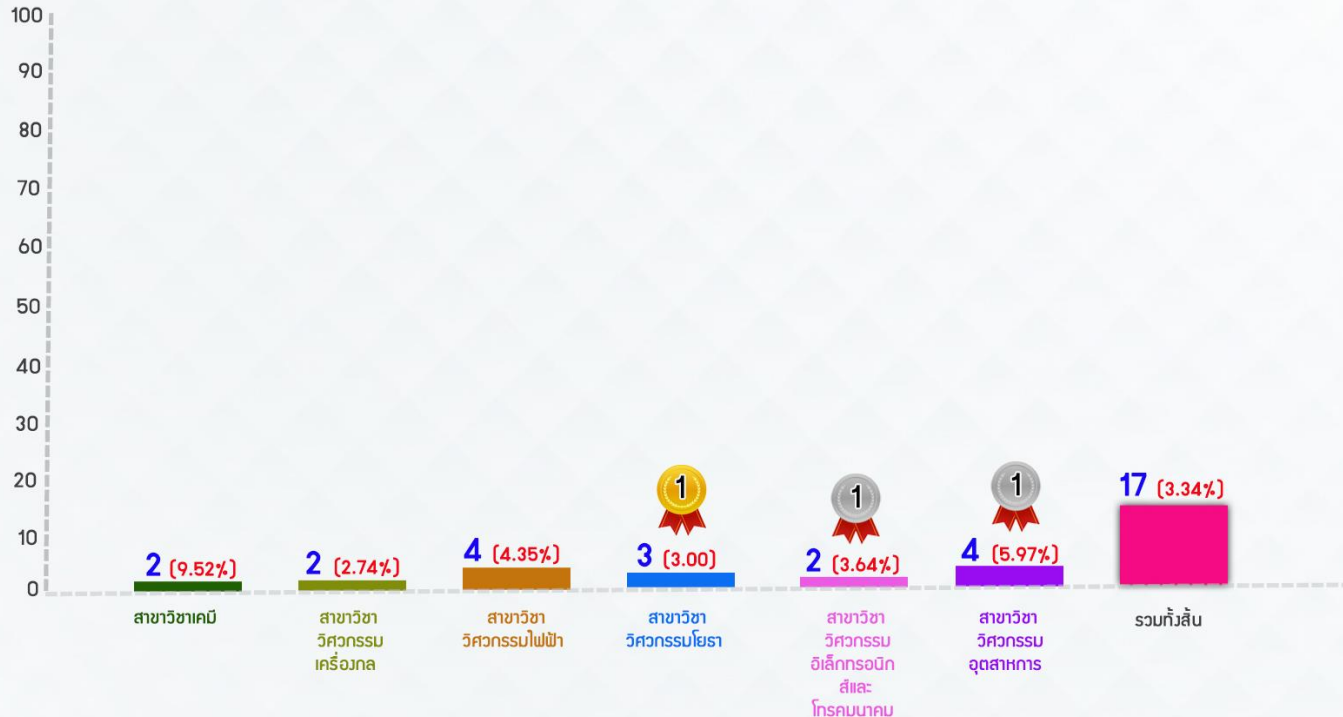 100
90
80
70
60
50
40
30
20
10
0
2 (9.52%)
2 (2.74%)
4 (4.35%)
1
3 (3.00)
1
2 (3.64%)
1
4 (5.97%)
17 (3.34%)
สาขาวิชาเคมี
สาขาวิชา
วิศวกรรม
เครื่องกล
สาขาวิชา
วิศวกรรมไฟฟ้า
สาขาวิชา
วิศวกรรมโยธา
สาขาวิชา
วิศวกรรม
อิเล็กทรอนิก
ส์และ
โทรคมนาคม
สาขาวิชา
วิศวกรรม
อุตสาหการ
รวมทั้งสิ้น